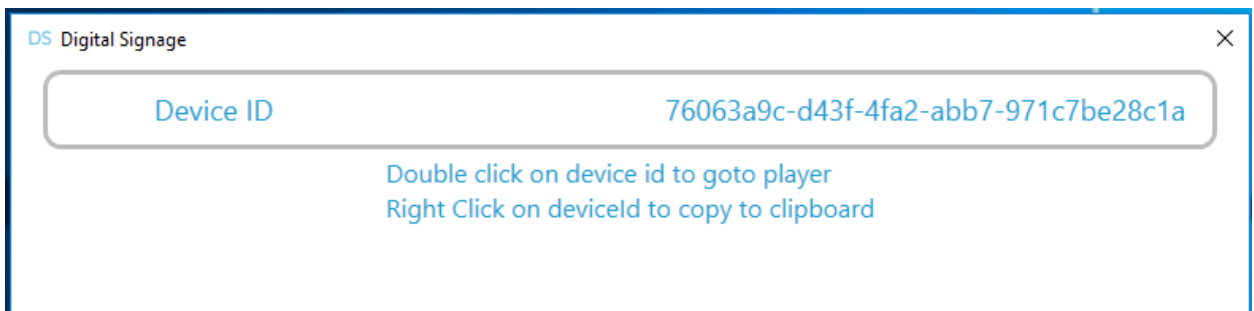 DS Digital Signage
Device ID 76063a9c-d43f-4fa2-abb7-971c7be28c1a
Double click on device id to goto player
Right Click on deviceId to copy to clipboard